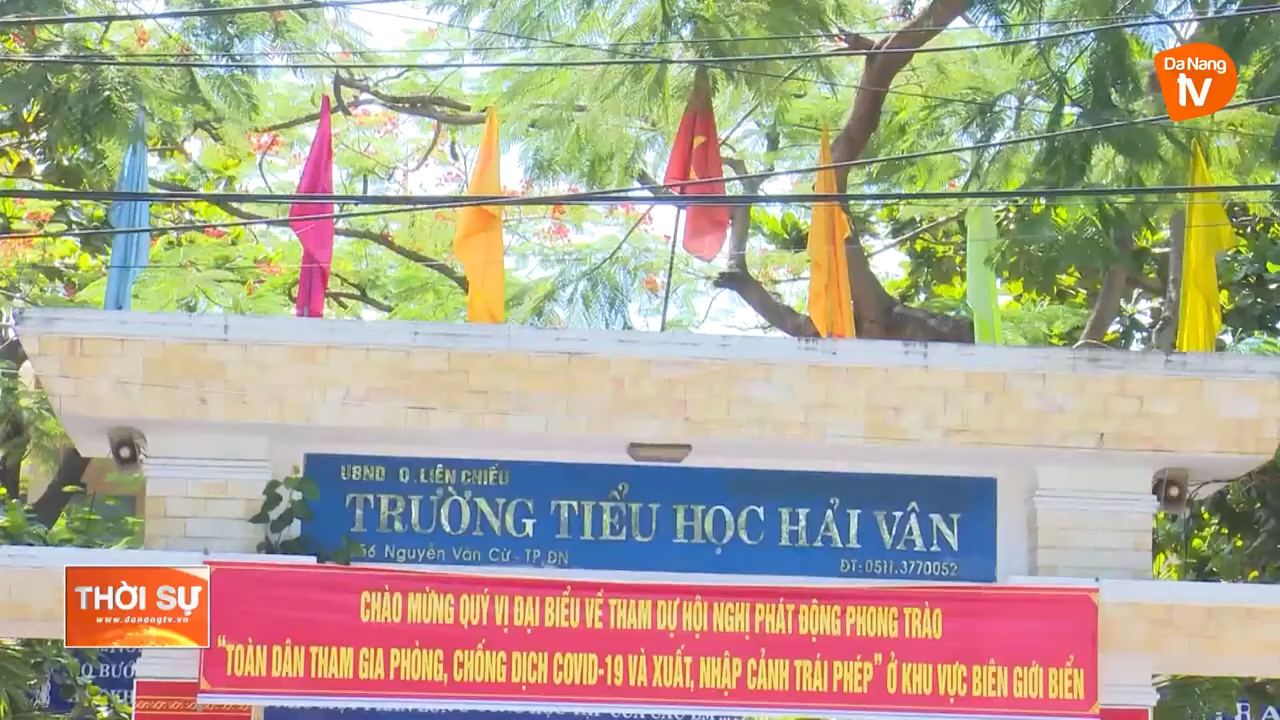 Da Nang
tv
UBND Q. LIÊN CHIỂU
TRƯỜNG TIỂU HỌC HẢI VÂN
56 Nguyễn Văn Cừ - TP.ĐN
ĐT: 0511.3770052
THỜI SỰ
www.danangtv.vn
CHÀO MỪNG QUÝ VỊ ĐẠI BIỂU VỀ THAM DỰ HỘI NGHỊ PHÁT ĐỘNG PHONG TRÀO
"TOÀN DÂN THAM GIA PHÒNG, CHỐNG DỊCH COVID-19 VÀ XUẤT, NHẬP CẢNH TRÁI PHÉP" Ở KHU VỰC BIÊN GIỚI BIỂN